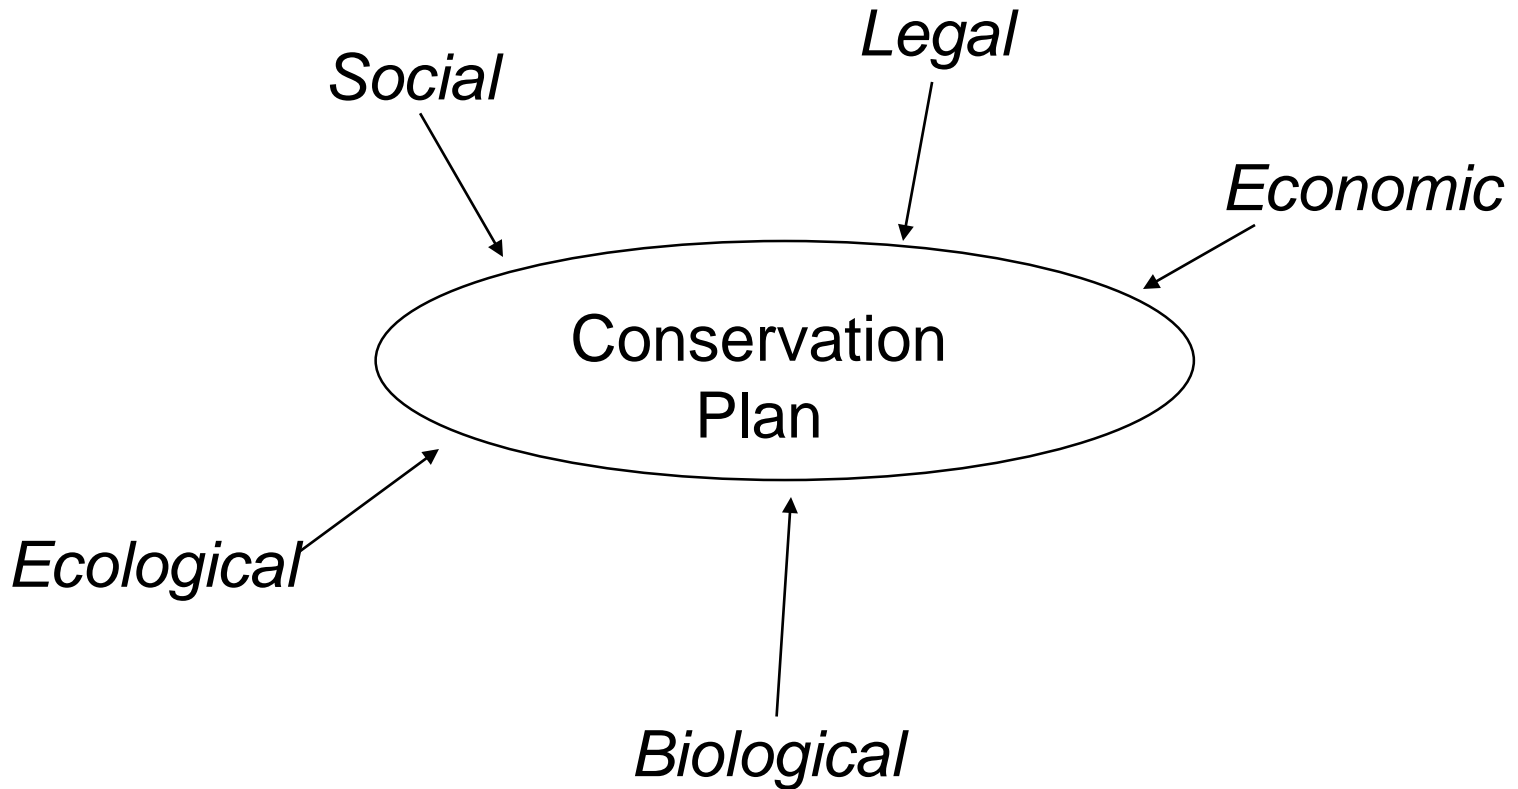 Legal
Social
Economic
Conservation
Plan
Ecological
Biological